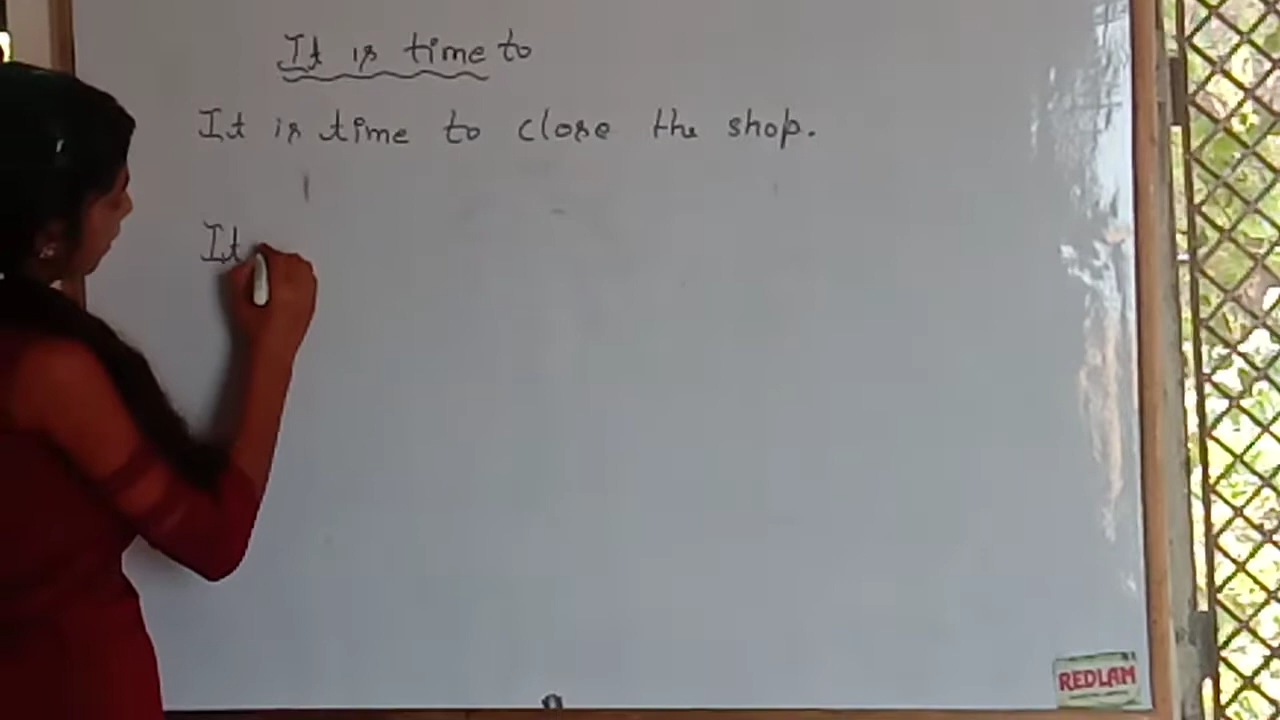 It is time to
It is time to close the shop.
It
REDLAM